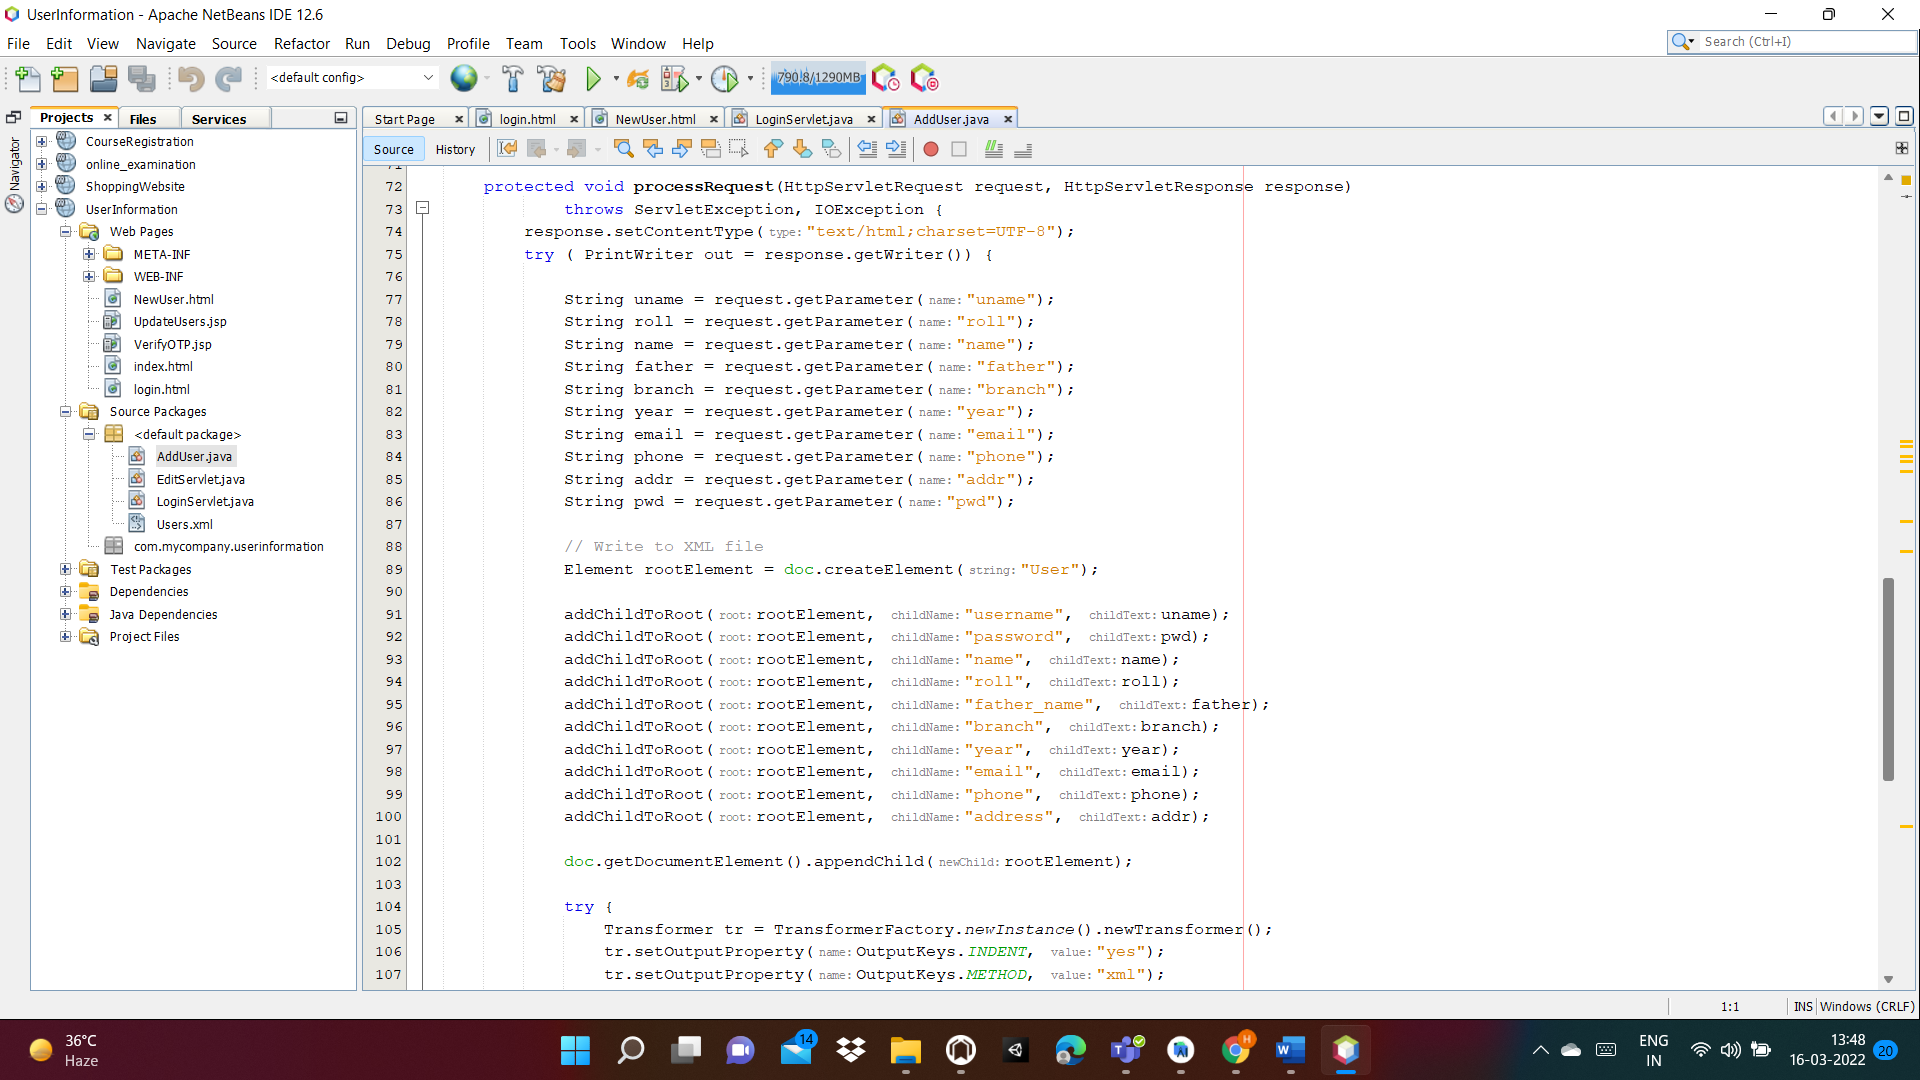 UserInformation - Apache NetBeans IDE 12.6
File Edit View Navigate Source Refactor Run Debug Profile Team Tools Window Help
Search (Ctrl+I)
<default config>
790.8/1290MB
Projects Files Services
Navigator
CourseRegistration
online_examination
ShoppingWebsite
UserInformation
Web Pages
META-INF
WEB-INF
NewUser.html
UpdateUsers.jsp
VerifyOTP.jsp
index.html
login.html
Source Packages
<default package>
AddUser.java
EditServlet.java
LoginServlet.java
Users.xml
com.mycompany.userinformation
Test Packages
Dependencies
Java Dependencies
Project Files
Start Page login.html NewUser.html LoginServlet.java AddUser.java
Source History
71
72 protected void processRequest(HttpServletRequest request, HttpServletResponse response)
73 throws ServletException, IOException {
74 response.setContentType( type: "text/html;charset=UTF-8");
75 try ( PrintWriter out = response.getWriter()) {
76
77 String uname = request.getParameter( name: "uname");
78 String roll = request.getParameter( name: "roll");
79 String name = request.getParameter( name: "name");
80 String father = request.getParameter( name: "father");
81 String branch = request.getParameter( name: "branch");
82 String year = request.getParameter( name: "year");
83 String email = request.getParameter( name: "email");
84 String phone = request.getParameter( name: "phone");
85 String addr = request.getParameter( name: "addr");
86 String pwd = request.getParameter( name: "pwd");
87
88 // Write to XML file
89 Element rootElement = doc.createElement( string: "User");
90
91 addChildToRoot( root: rootElement, childName: "username", childText: uname);
92 addChildToRoot( root: rootElement, childName: "password", childText: pwd);
93 addChildToRoot( root: rootElement, childName: "name", childText: name);
94 addChildToRoot( root: rootElement, childName: "roll", childText: roll);
95 addChildToRoot( root: rootElement, childName: "father_name", childText: father);
96 addChildToRoot( root: rootElement, childName: "branch", childText: branch);
97 addChildToRoot( root: rootElement, childName: "year", childText: year);
98 addChildToRoot( root: rootElement, childName: "email", childText: email);
99 addChildToRoot( root: rootElement, childName: "phone", childText: phone);
100 addChildToRoot( root: rootElement, childName: "address", childText: addr);
101
102 doc.getDocumentElement().appendChild( newChild: rootElement);
103
104 try {
105 Transformer tr = TransformerFactory.newInstance().newTransformer();
106 tr.setOutputProperty( name: OutputKeys.INDENT, value: "yes");
107 tr.setOutputProperty( name: OutputKeys.METHOD, value: "xml");
1:1 INS Windows (CRLF)
36°C
Haze
14
H
ENG
IN
13:48
16-03-2022
20